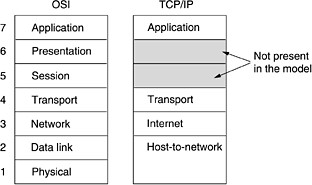 OSI TCP/IP
7 Application Application
6 Presentation
Not present
in the model
5 Session
4 Transport Transport
3 Network Internet
2 Data link Host-to-network
1 Physical